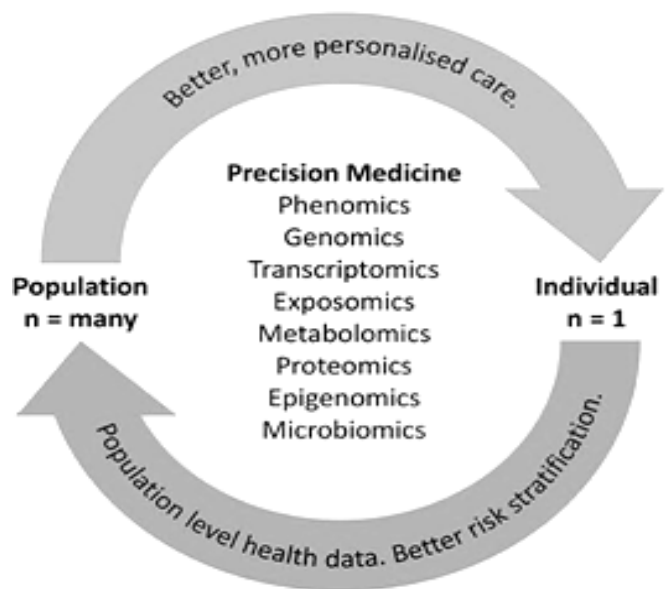 Better, more personalised care.
Precision Medicine
Phenomics
Genomics
Transcriptomics
Exposomics
Metabolomics
Proteomics
Epigenomics
Microbiomics
Population
n = many
Individual
n = 1
Population level health data. Better risk stratification.